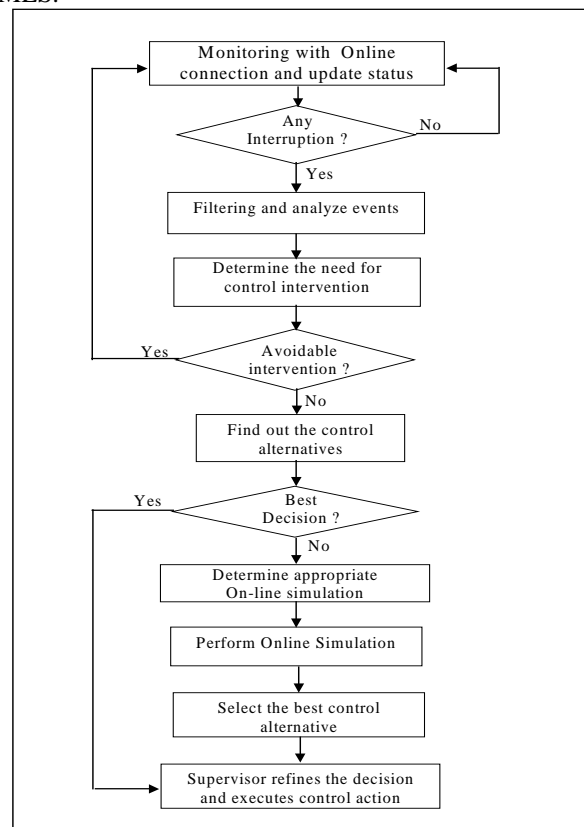 MES.
Monitoring with Online
connection and update status
Any
Interruption ?
No
Yes
Filtering and analyze events
Determine the need for
control intervention
Yes
Avoidable
intervention ?
No
Find out the control
alternatives
Yes
Best
Decision ?
No
Determine appropriate
On-line simulation
Perform Online Simulation
Select the best control
alternative
Supervisor refines the decision
and executes control action